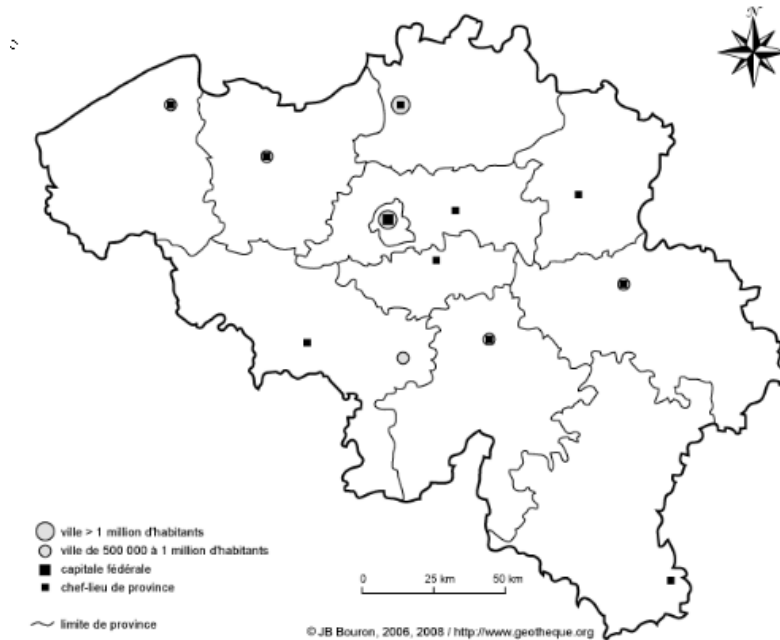 N
ville > 1 million d'habitants
ville de 500 000 à 1 million d'habitants
capitale fédérale
chef-lieu de province
limite de province
0 25 km 50 km
© JB Bouron, 2006, 2008 / http://www.geotheque.org